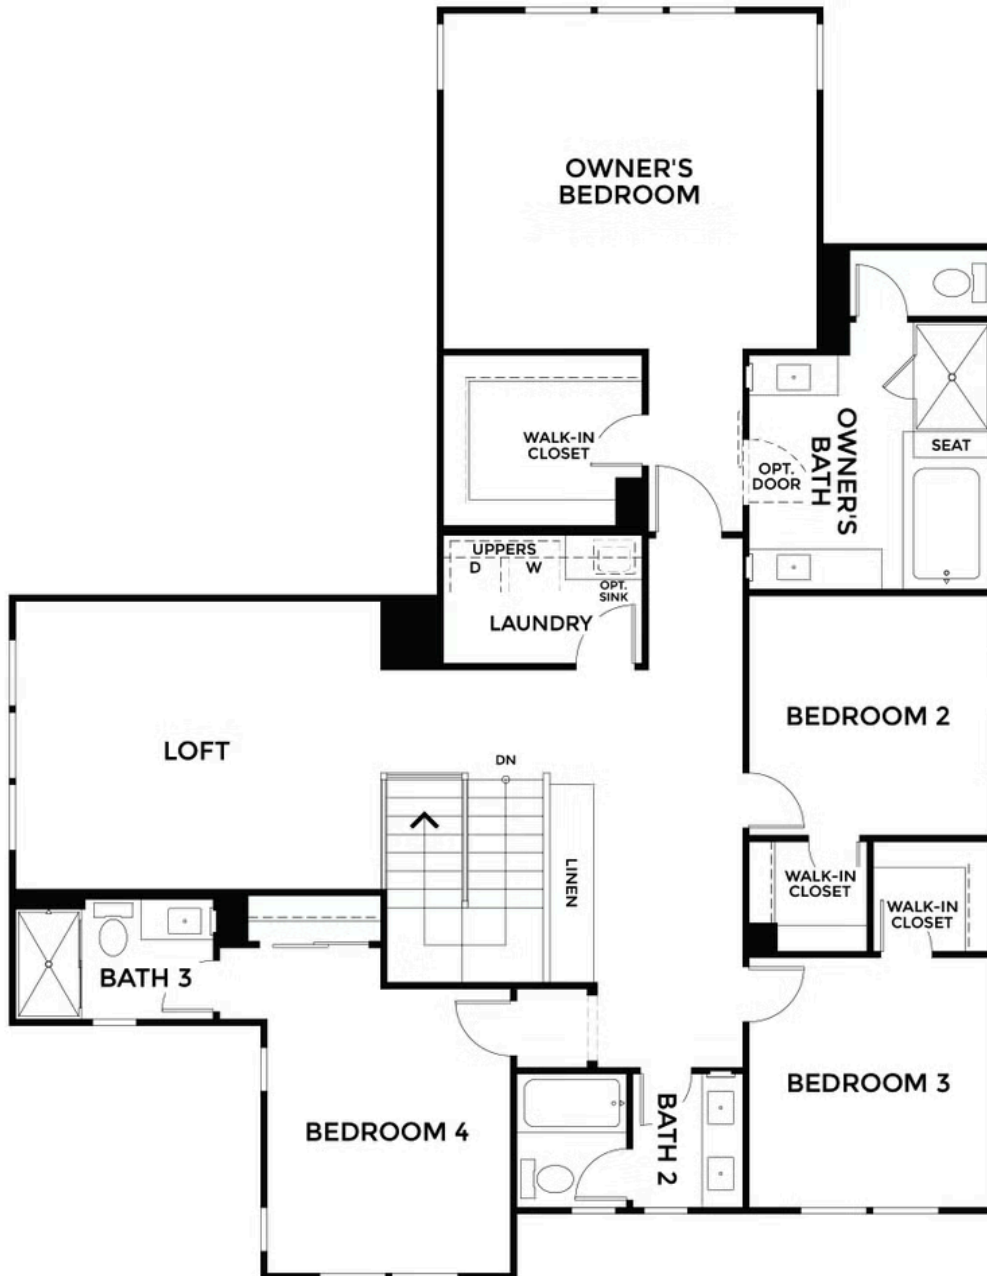 OWNER'S
BEDROOM
WALK-IN
CLOSET
OPT.
DOOR
OWNER'S
BATH
SEAT
UPPERS
D W
OPT.
SINK
LAUNDRY
LOFT
DN
LINEN
BEDROOM 2
WALK-IN
CLOSET
WALK-IN
CLOSET
BATH 3
BEDROOM 3
BEDROOM 4
BATH 2